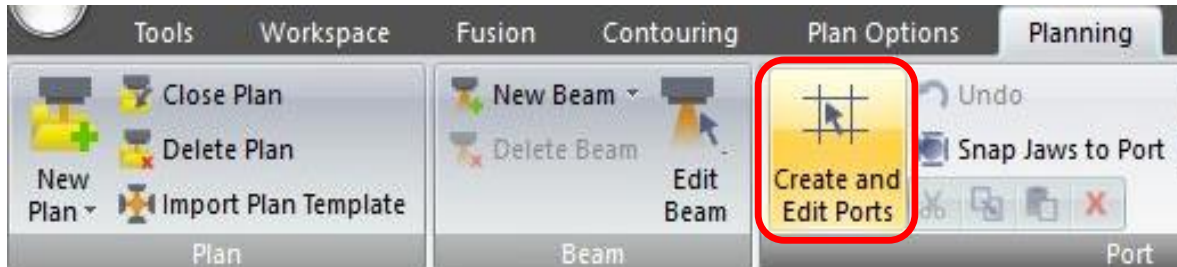 Tools Workspace Fusion Contouring Plan Options Planning
New Plan
Close Plan
Delete Plan
Import Plan Template
Plan
New Beam
Delete Beam
Edit
Beam
Beam
Create and
Edit Ports
Undo
Snap Jaws to Port
Port